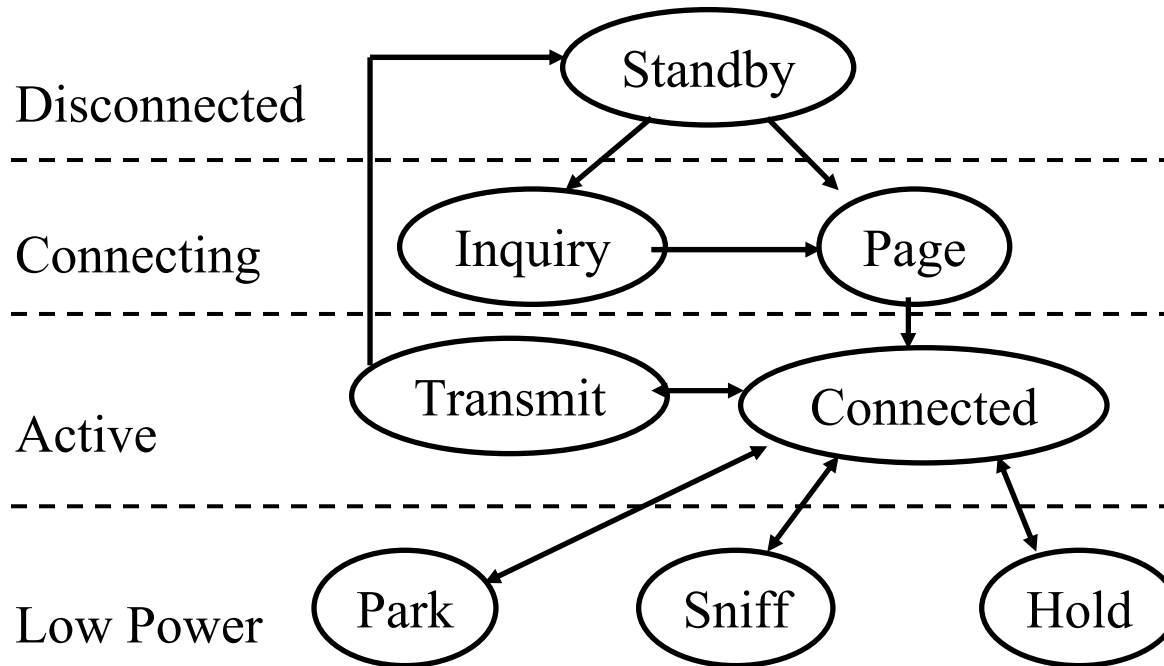 Standby
Disconnected
Inquiry
Page
Connecting
Transmit
Connected
Active
Park
Sniff
Hold
Low Power